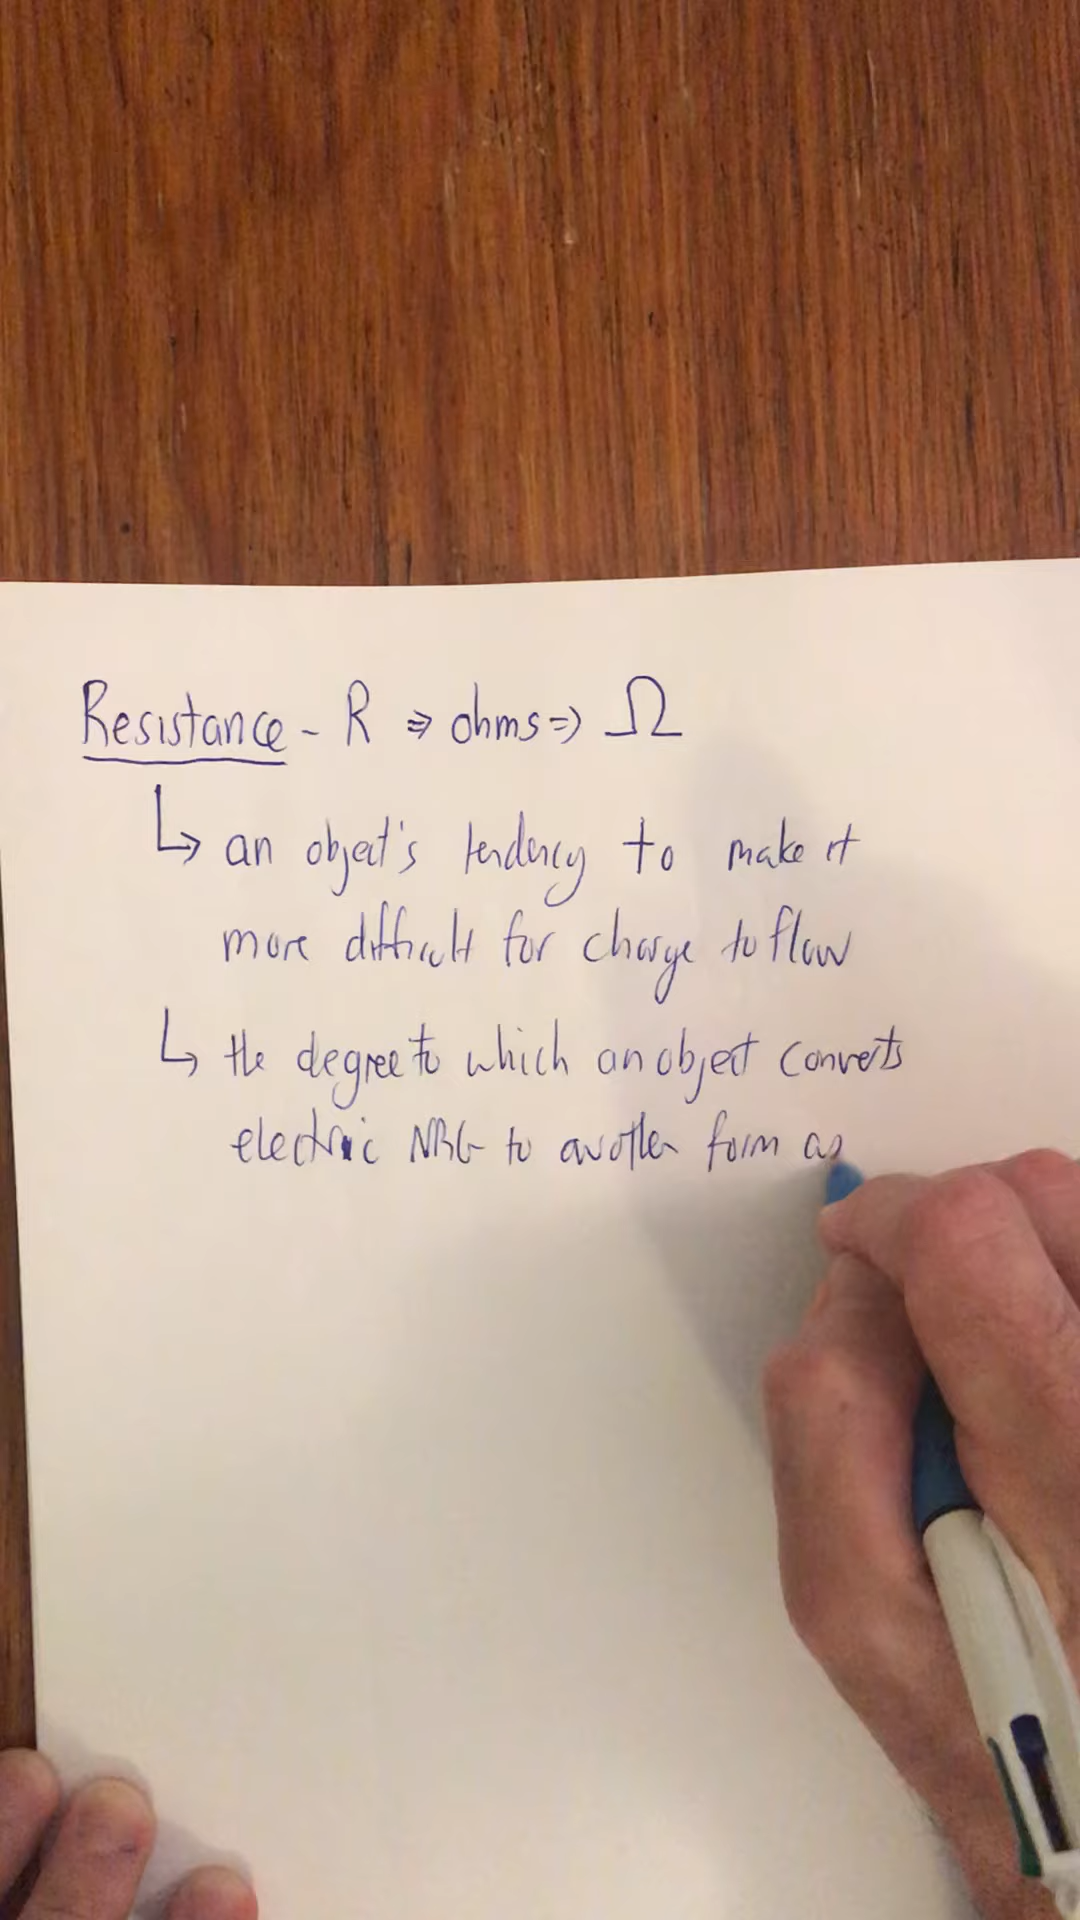 Resistance - R ⇒ ohms ⇒ Ω
↳ an object's tendency to make it
more difficult for charge to flow
↳ the degree to which an object converts
electric NRG to another form as